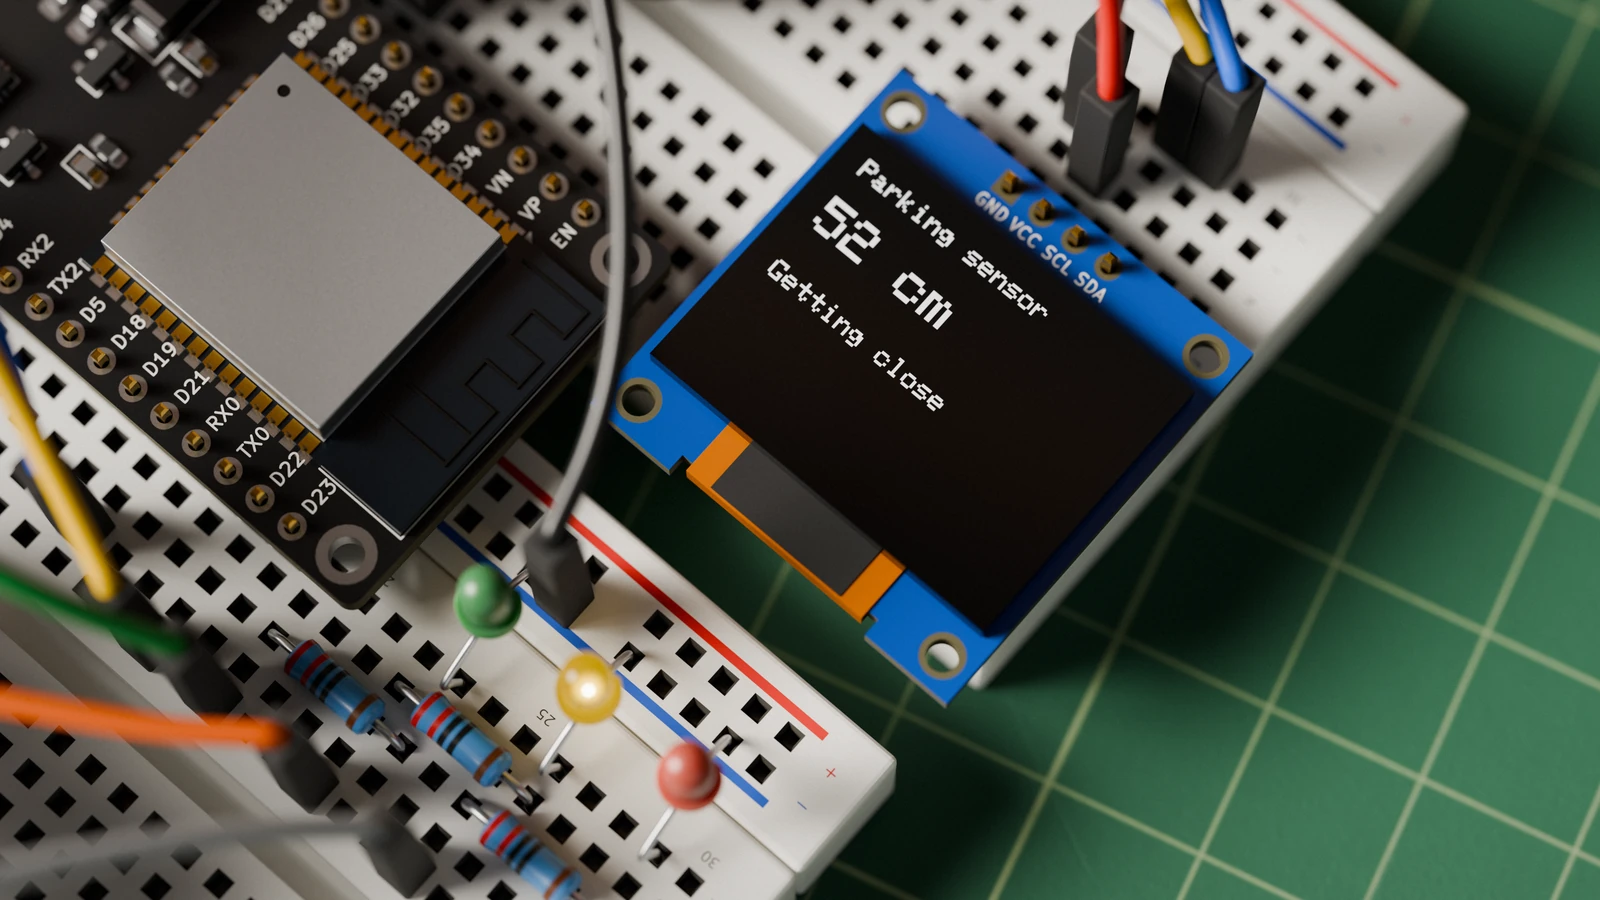 D26
D25
D33
D32
D35
D34
VN
VP
EN
RX2
TX2
D5
D18
D19
D21
RX0
TX0
D22
D23
GND VCC SCL SDA
Parking sensor
52 cm
Getting close
25
30
+
-